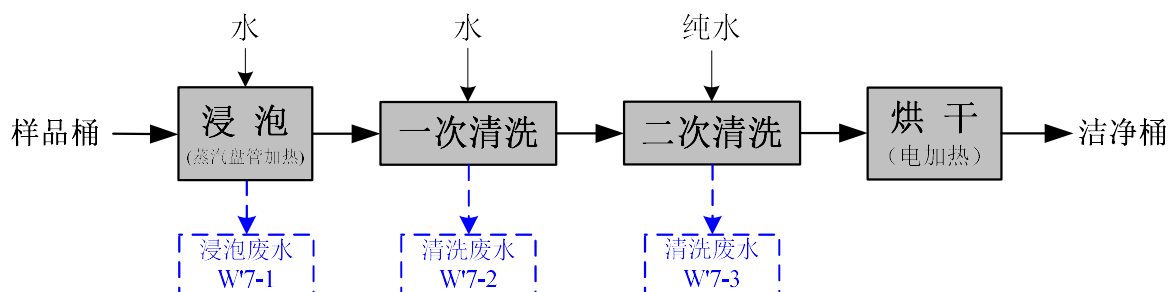 水
水
纯水
样品桶
浸 泡
(蒸汽盘管加热)
一次清洗
二次清洗
烘 干
（电加热）
洁净桶
浸泡废水
W'7-1
清洗废水
W'7-2
清洗废水
W'7-3